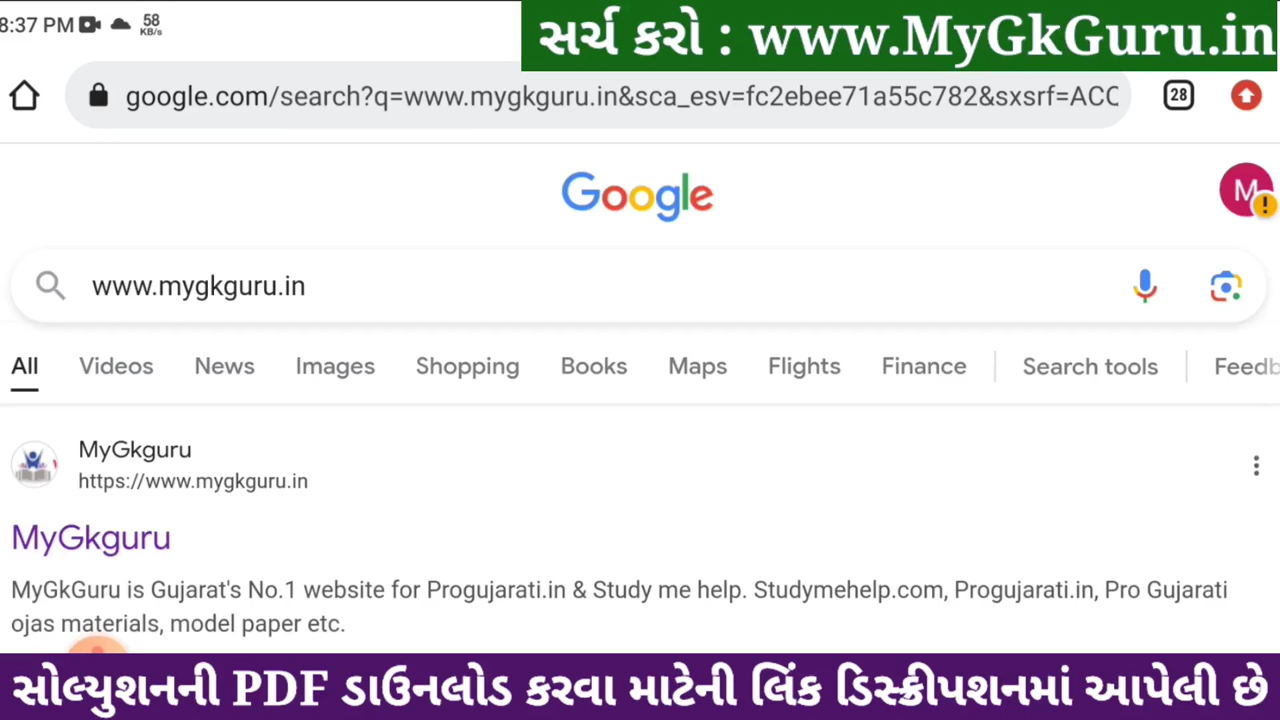 8:37 PM 58 KB/s
સર્ચ કરો : www.MyGkGuru.in
google.com/search?q=www.mygkguru.in&sca_esv=fc2ebee71a55c782&sxsrf=ACC
28
Google
M
www.mygkguru.in
All Videos News Images Shopping Books Maps Flights Finance Search tools Feedb
MyGkguru
https://www.mygkguru.in
MyGkguru
MyGkGuru is Gujarat's No.1 website for Progujarati.in & Study me help. Studymehelp.com, Progujarati.in, Pro Gujarati
ojas materials, model paper etc.
સોલ્યુશનની PDF ડાઉનલોડ કરવા માટેની લિંક ડિસ્ક્રીપશનમાં આપેલી છે